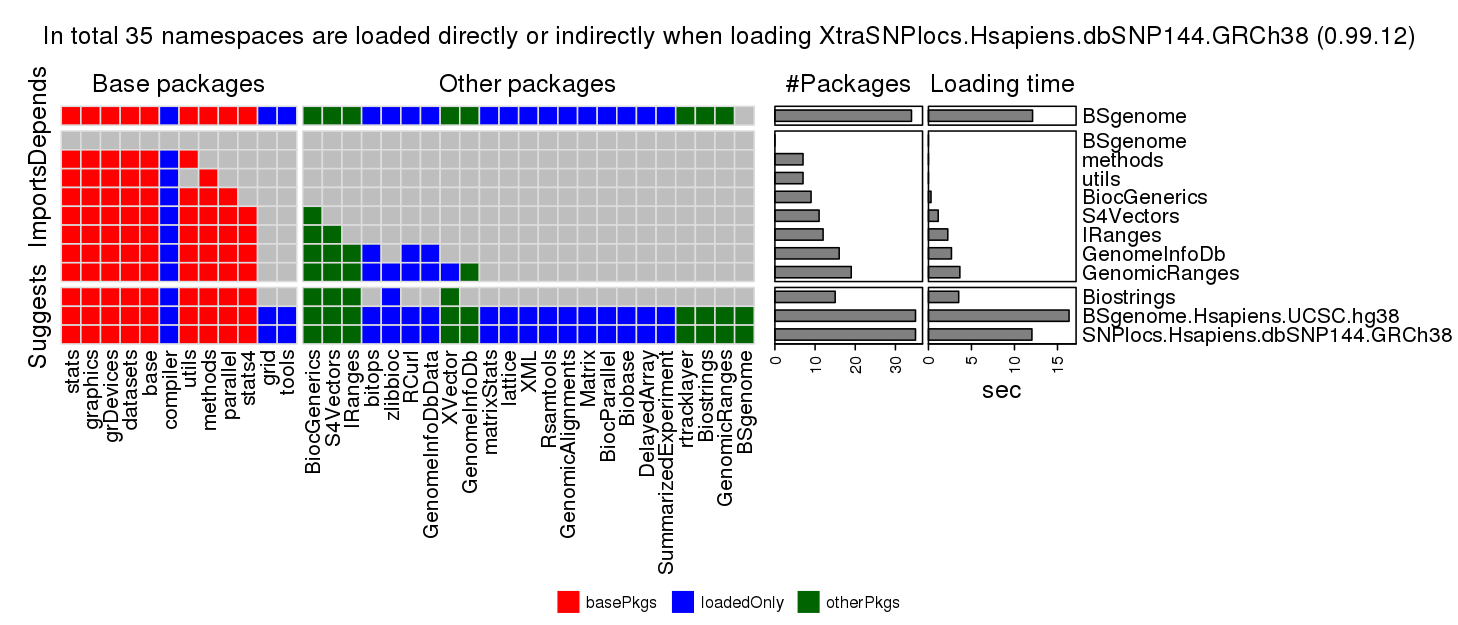 In total 35 namespaces are loaded directly or indirectly when loading XtraSNPlocs.Hsapiens.dbSNP144.GRCh38 (0.99.12)
Base packages
Other packages
#Packages
Loading time
Depends
Imports
Suggests
BSgenome
BSgenome
methods
utils
BiocGenerics
S4Vectors
IRanges
GenomeInfoDb
GenomicRanges
Biostrings
BSgenome.Hsapiens.UCSC.hg38
SNPlocs.Hsapiens.dbSNP144.GRCh38
stats
graphics
grDevices
datasets
base
compiler
utils
methods
parallel
stats4
grid
tools
BiocGenerics
S4Vectors
IRanges
bitops
zlibbioc
RCurl
GenomeInfoDbData
XVector
GenomeInfoDb
matrixStats
lattice
XML
Rsamtools
GenomicAlignments
Matrix
BiocParallel
Biobase
DelayedArray
SummarizedExperiment
rtracklayer
Biostrings
GenomicRanges
BSgenome
0
10
20
30
0
5
10
15
sec
basePkgs
loadedOnly
otherPkgs